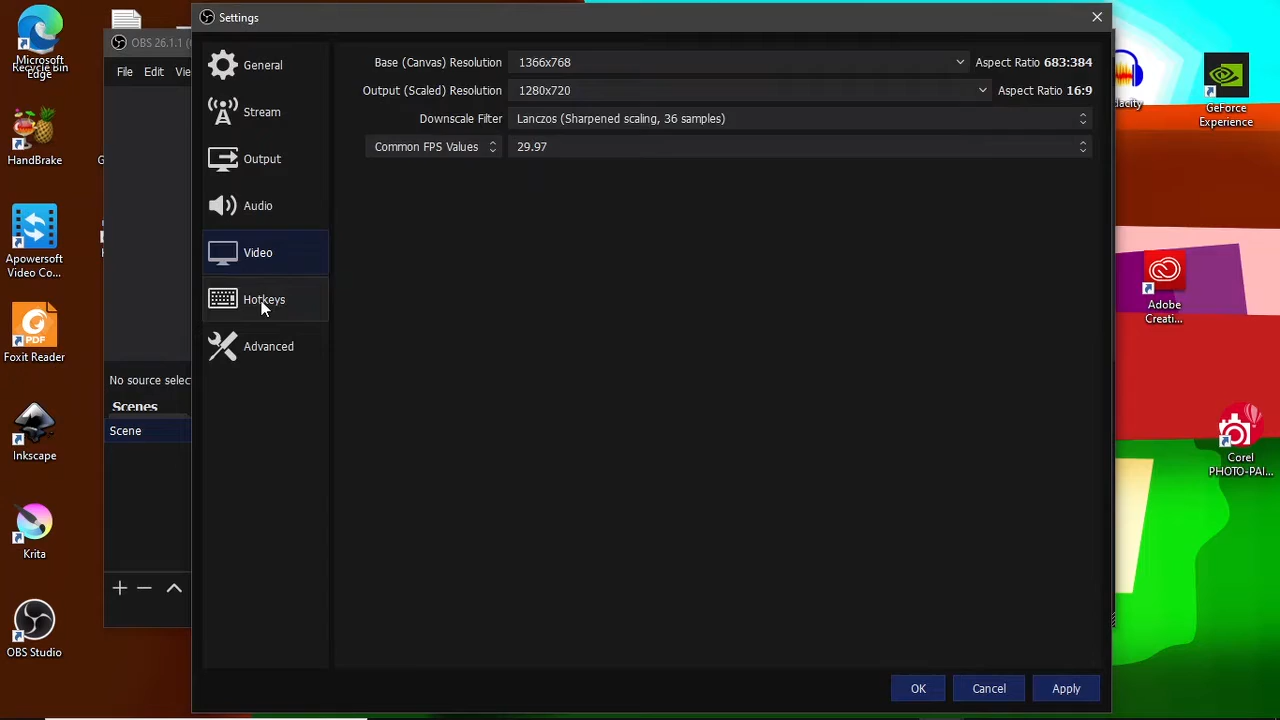 Settings
General
Stream
Output
Audio
Video
Hotkeys
Advanced
Base (Canvas) Resolution 1366x768 Aspect Ratio 683:384
Output (Scaled) Resolution 1280x720 Aspect Ratio 16:9
Downscale Filter Lanczos (Sharpened scaling, 36 samples)
Common FPS Values 29.97
OK Cancel Apply
OBS 26.1.1 (
File Edit Vie
No source selec
Scenes
Scene
Microsoft
Edge
Recycle Bin
HandBrake
G
Apowersoft
Video Co...
Foxit Reader
PDF
Inkscape
Krita
OBS Studio
dacity
GeForce
Experience
Adobe
Creati...
Corel
PHOTO-PAI...